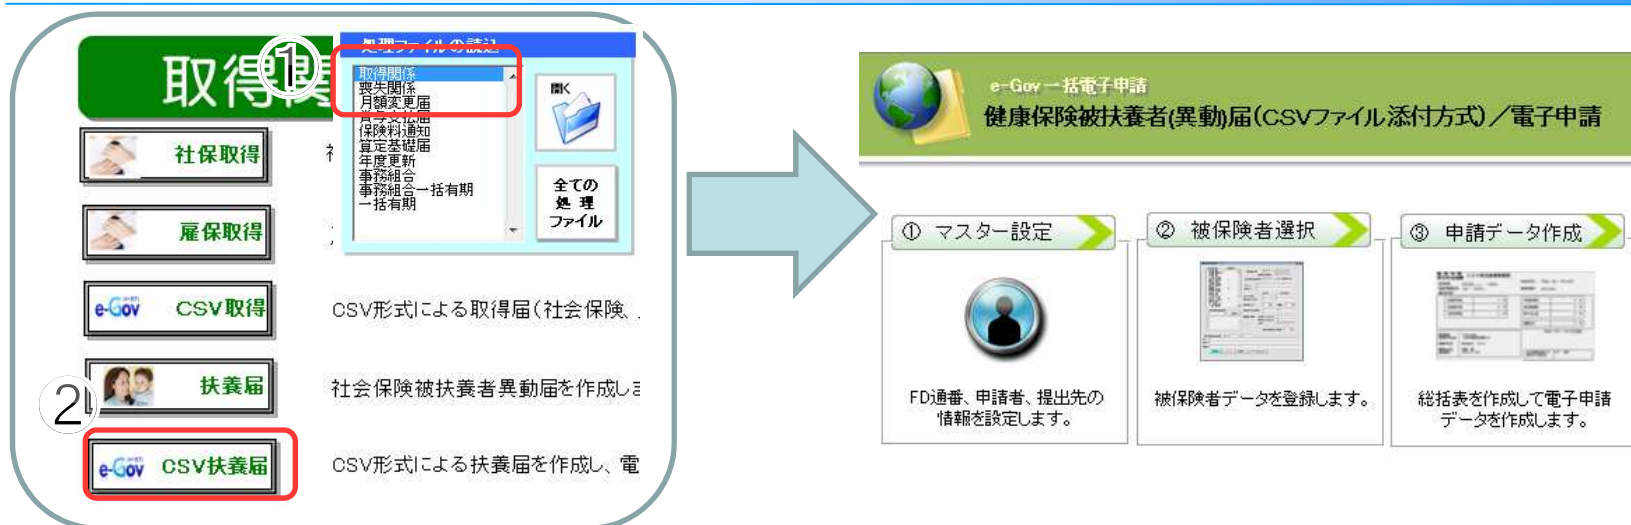 取得関
①
処理ファイルの読込
取得関係
喪失関係
月額変更届
賞与支払届
保険料通知
算定基礎届
年度更新
事務組合
事務組合一括有期
一括有期
開く
全ての
処 理
ファイル
社保取得
雇保取得
e-Gov CSV取得
CSV形式による取得届(社会保険、
扶養届
社会保険被扶養者異動届を作成しま
②
e-Gov CSV扶養届
CSV形式による扶養届を作成し、電
e-Gov一括電子申請
健康保険被扶養者(異動)届(CSVファイル添付方式)/電子申請
① マスター設定
FD通番、申請者、提出先の
情報を設定します。
② 被保険者選択
被保険者データを登録します。
③ 申請データ作成
総括表を作成して電子申請
データを作成します。